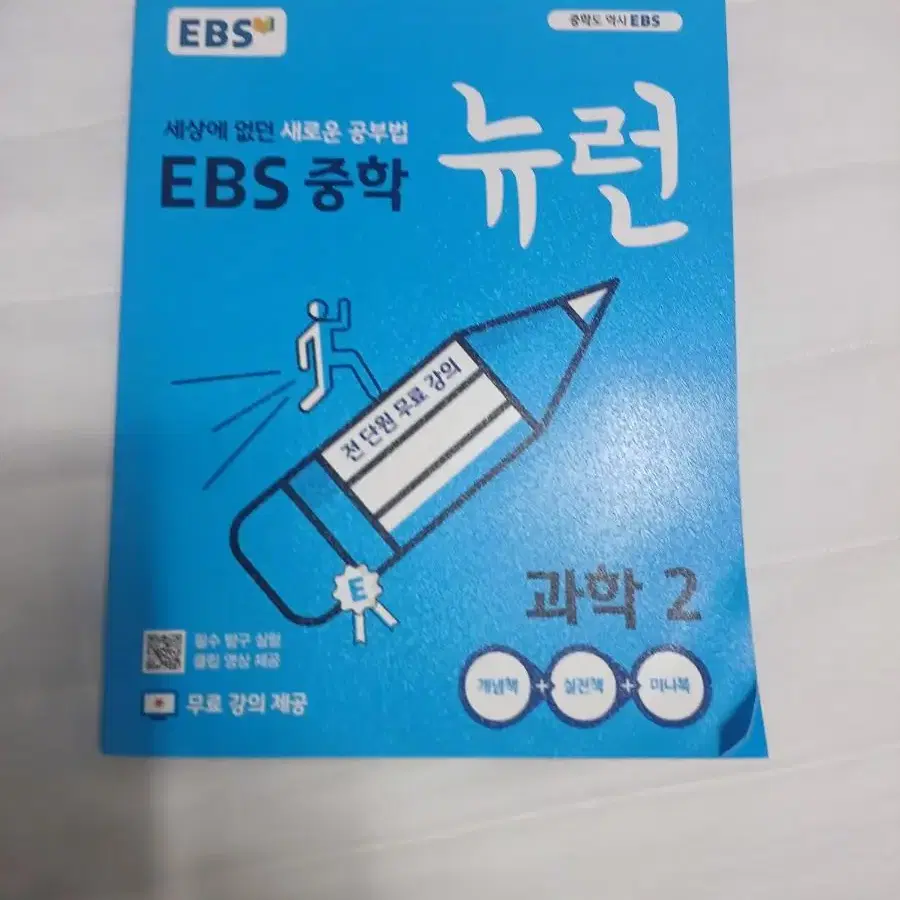 EBS
중학도 역시 EBS
세상에 없던 새로운 공부법
EBS 중학
뉴런
전 단원 무료 강의
E
과학 2
필수 탐구 실험
클립 영상 제공
무료 강의 제공
개념책 + 실전책 + 미니북